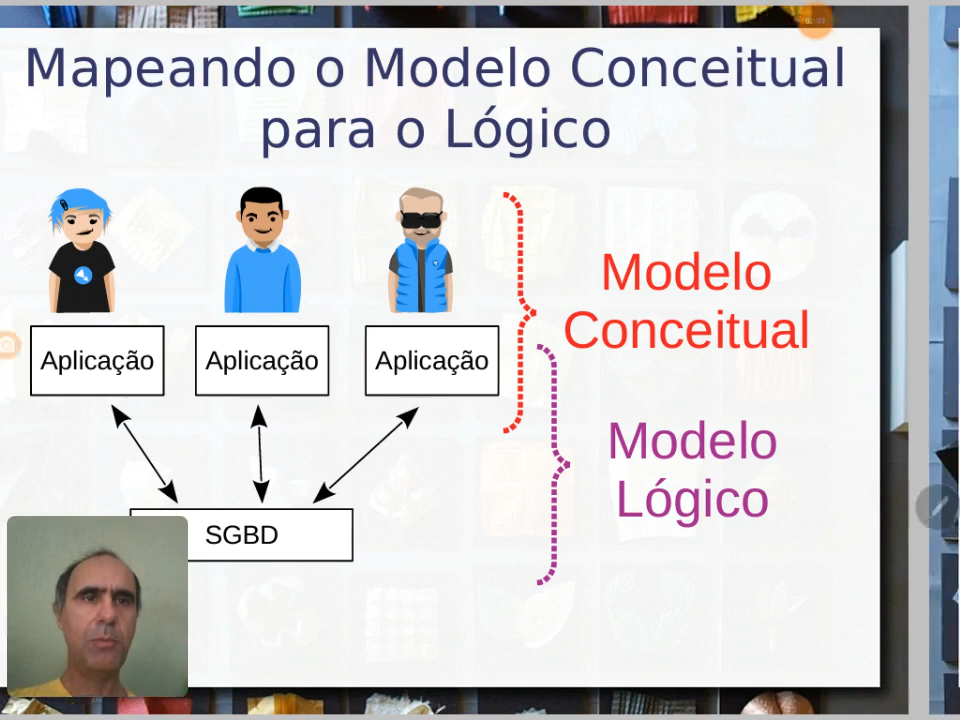 Mapeando o Modelo Conceitual
para o Lógico
Modelo
Conceitual
Aplicação
Aplicação
Aplicação
Modelo
Lógico
SGBD